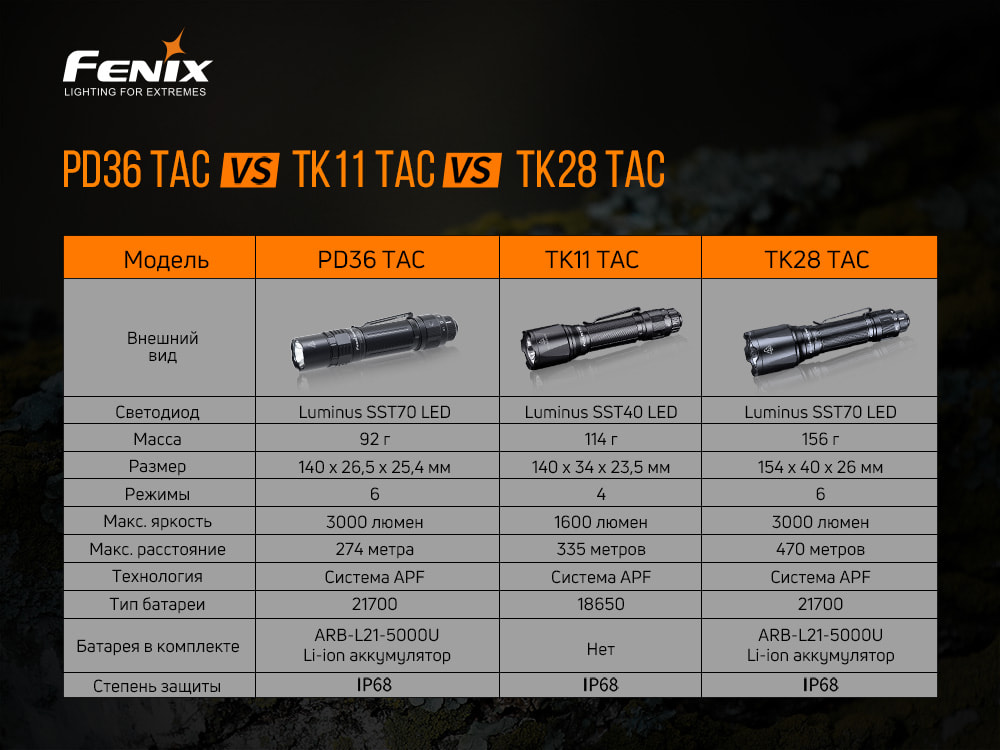 FENIX
LIGHTING FOR EXTREMES
PD36 TAC VS TK11 TAC VS TK28 TAC
Модель PD36 TAC TK11 TAC TK28 TAC
Внешний
вид
Светодиод Luminus SST70 LED Luminus SST40 LED Luminus SST70 LED
Масса 92 г 114 г 156 г
Размер 140 x 26,5 x 25,4 мм 140 x 34 x 23,5 мм 154 x 40 x 26 мм
Режимы 6 4 6
Макс. яркость 3000 люмен 1600 люмен 3000 люмен
Макс. расстояние 274 метра 335 метров 470 метров
Технология Система APF Система APF Система APF
Тип батареи 21700 18650 21700
Батарея в комплекте ARB-L21-5000U Нет ARB-L21-5000U
Li-ion аккумулятор Li-ion аккумулятор
Степень защиты IP68 IP68 IP68